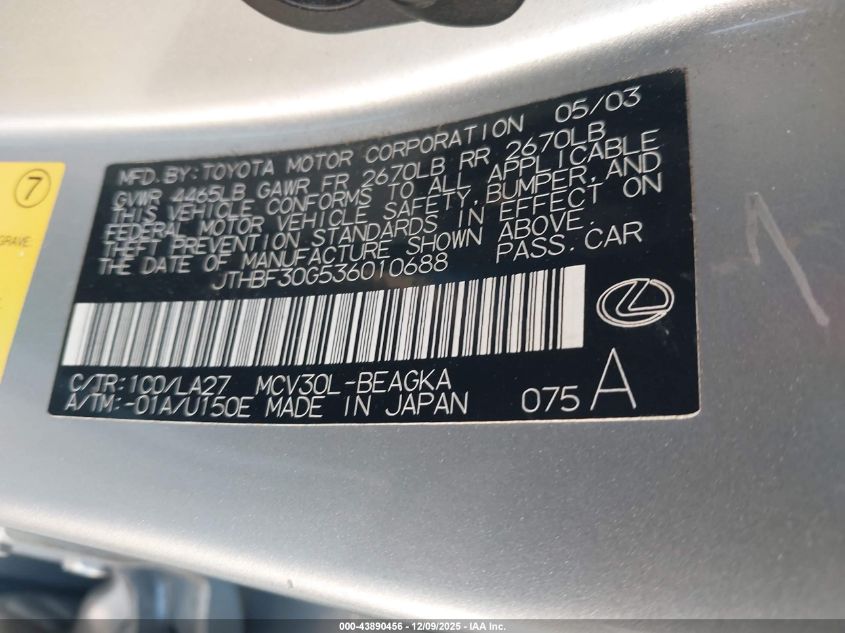 7
GRAVE
MFD. BY: TOYOTA MOTOR CORPORATION 05/03
GVWR 4465LB GAWR FR 2670LB RR 2670LB
THIS VEHICLE CONFORMS TO ALL APPLICABLE
FEDERAL MOTOR VEHICLE SAFETY, BUMPER, AND
THEFT PREVENTION STANDARDS IN EFFECT ON
THE DATE OF MANUFACTURE SHOWN ABOVE.
JTHBF30G536010688 PASS. CAR
C/TR: 1C0/LA27 MCV30L-BEAGKA
A/TM: -01A/U150E MADE IN JAPAN
075 A
000-43890456 | 12/09/2025 - IAA Inc.